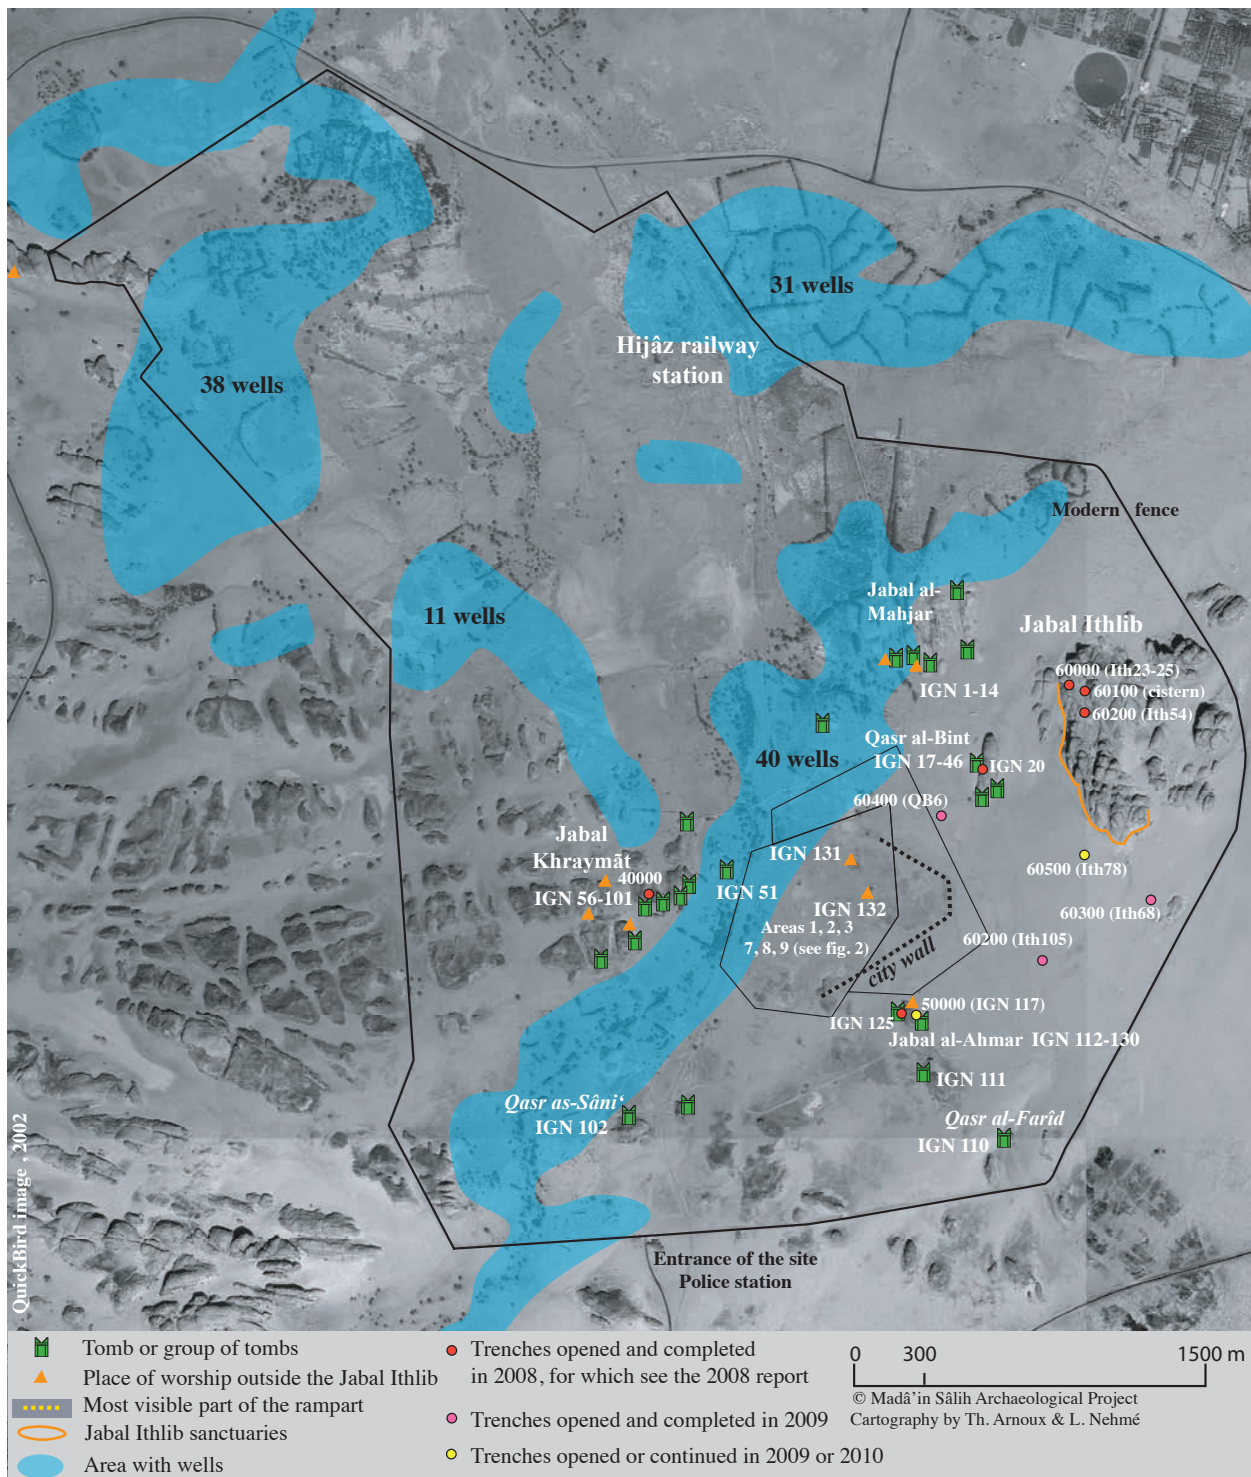 31 wells
Hijâz railway
station
38 wells
Modern fence
Jabal al-
Mahjar
11 wells
Jabal Ithlib
60000 (Ith23-25)
60100 (cistern)
IGN 1-14
60200 (Ith54)
Qasr al-Bint
IGN 17-46
IGN 20
40 wells
60400 (QB6)
Jabal
Khraymât
IGN 131
60500 (Ith78)
40000
IGN 56-101
IGN 51
IGN 132
60300 (Ith68)
Areas 1, 2, 3
7, 8, 9 (see fig. 2)
60200 (Ith105)
city wall
50000 (IGN 117)
IGN 125
Jabal al-Ahmar IGN 112-130
IGN 111
Qasr as-Sâni‘
IGN 102
Qasr al-Farîd
IGN 110
QuickBird image , 2002
Entrance of the site
Police station
Tomb or group of tombs
Place of worship outside the Jabal Ithlib
Most visible part of the rampart
Jabal Ithlib sanctuaries
Area with wells
Trenches opened and completed
in 2008, for which see the 2008 report
Trenches opened and completed in 2009
Trenches opened or continued in 2009 or 2010
0 300 1500 m
© Madâ’in Sâlih Archaeological Project
Cartography by Th. Arnoux & L. Nehmé